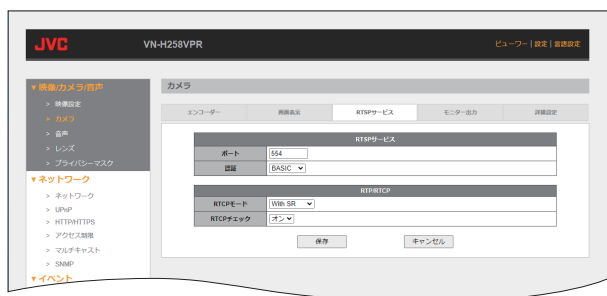 JVC
VN-H258VPR
ビューワー | 設定 | 言語設定
▼映像/カメラ/音声
> 映像設定
> カメラ
> 音声
> レンズ
> プライバシーマスク
▼ネットワーク
> ネットワーク
> UPnP
> HTTP/HTTPS
> アクセス制限
> マルチキャスト
> SNMP
▼イベント
カメラ
エンコーダー 画面表示 RTSPサービス モニター出力 詳細設定
RTSPサービス
ポート 554
認証 BASIC
RTP/RTCP
RTCPモード With SR
RTCPチェック オン
保存 キャンセル